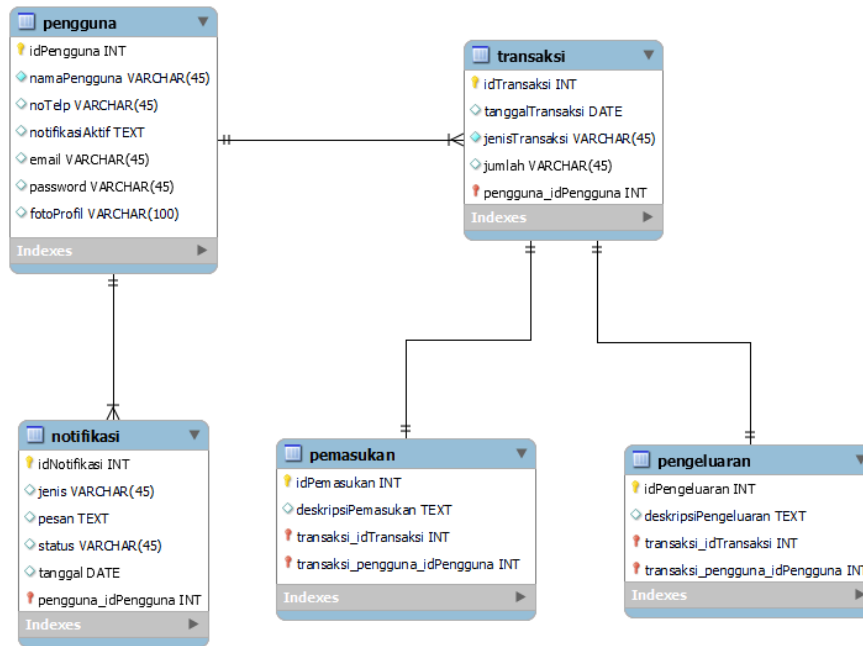 pengguna
idPengguna INT
namaPengguna VARCHAR(45)
noTelp VARCHAR(45)
notifikasiAktif TEXT
email VARCHAR(45)
password VARCHAR(45)
fotoProfil VARCHAR(100)
Indexes
transaksi
idTransaksi INT
tanggalTransaksi DATE
jenisTransaksi VARCHAR(45)
jumlah VARCHAR(45)
pengguna_idPengguna INT
Indexes
notifikasi
idNotifikasi INT
jenis VARCHAR(45)
pesan TEXT
status VARCHAR(45)
tanggal DATE
pengguna_idPengguna INT
Indexes
pemasukan
idPemasukan INT
deskripsiPemasukan TEXT
transaksi_idTransaksi INT
transaksi_pengguna_idPengguna INT
Indexes
pengeluaran
idPengeluaran INT
deskripsiPengeluaran TEXT
transaksi_idTransaksi INT
transaksi_pengguna_idPengguna INT
Indexes